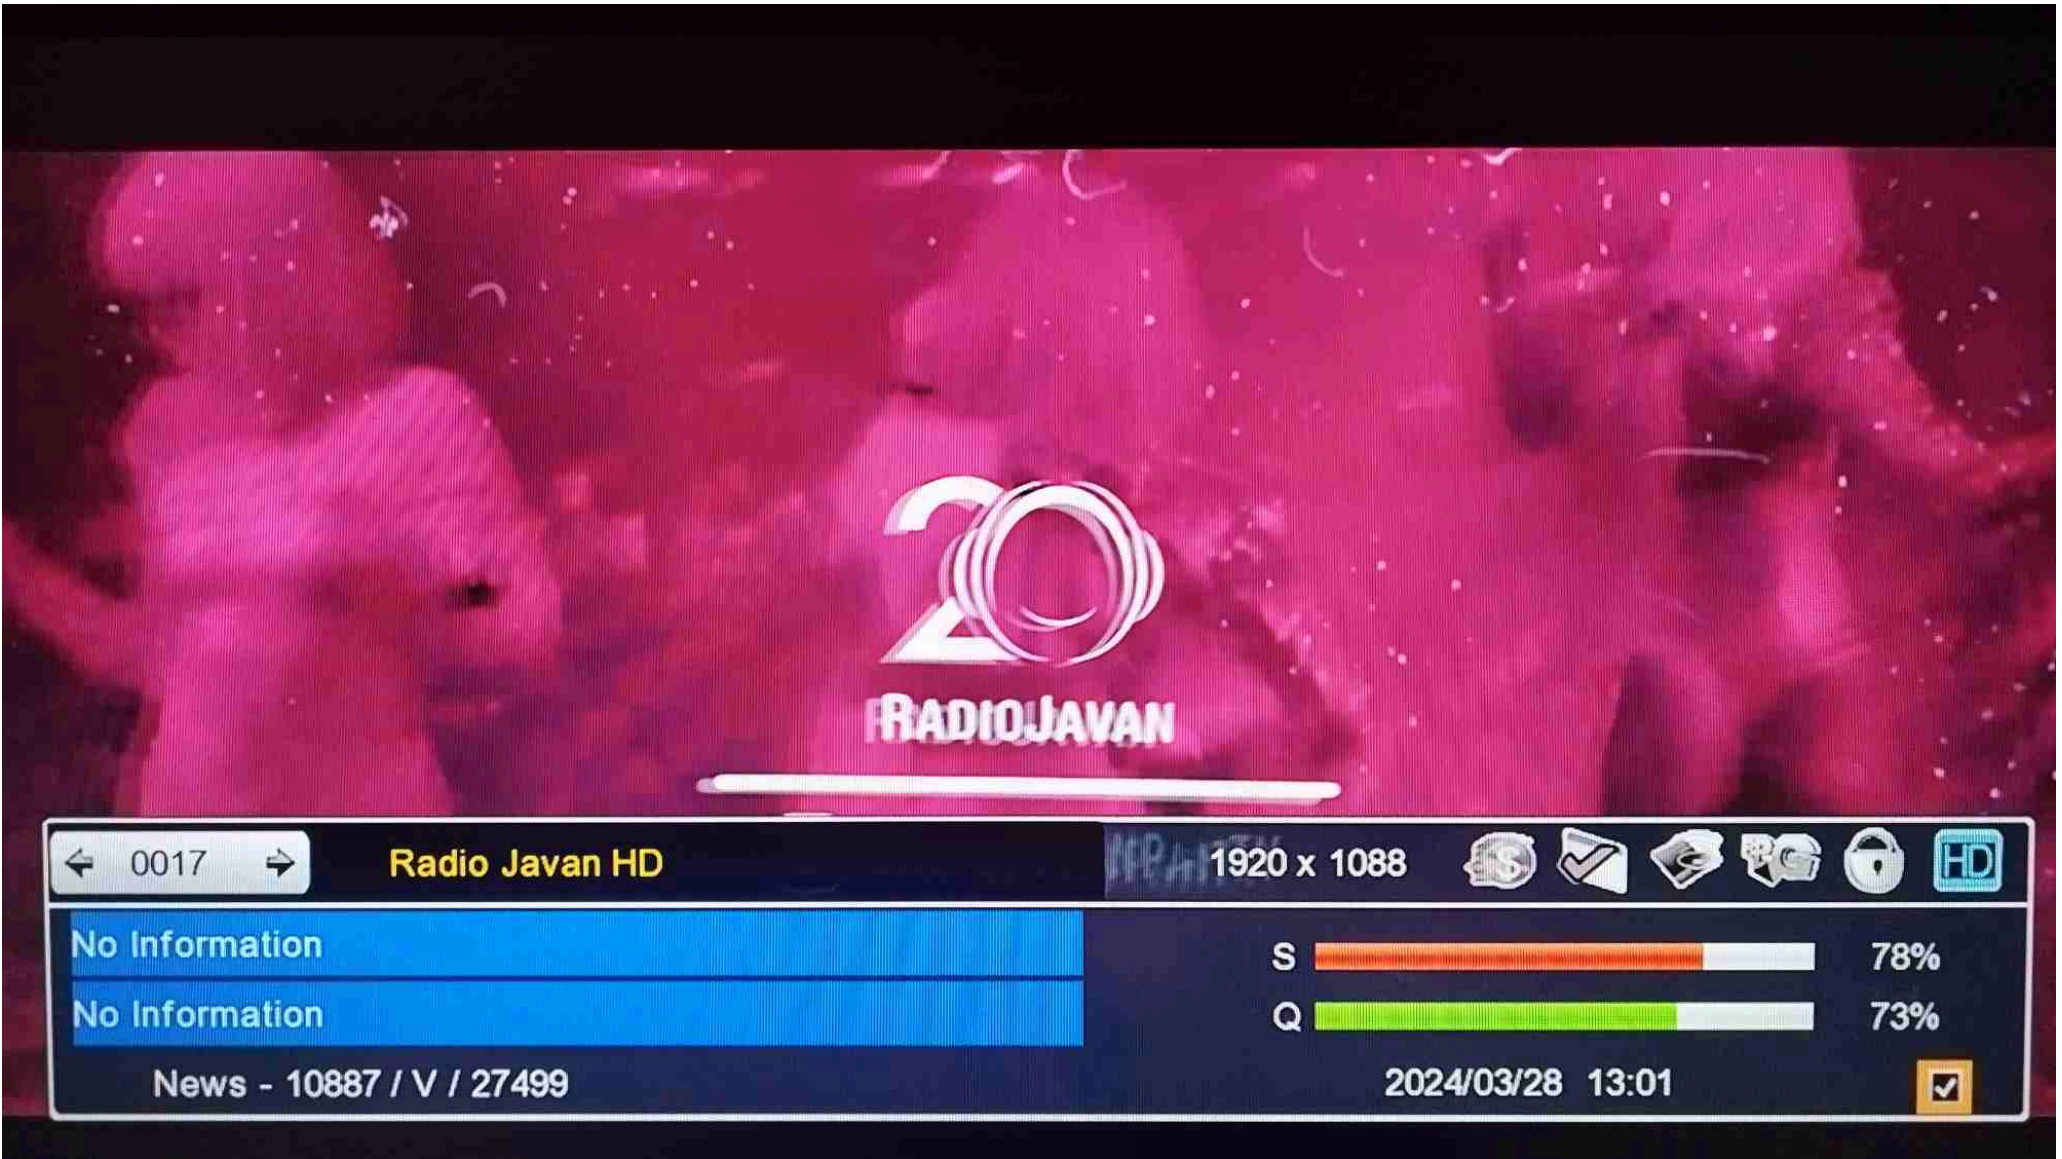 20
RADIOJAVAN
0017
Radio Javan HD
1920 x 1088
$
HD
No Information
No Information
S
78%
Q
73%
News - 10887 / V / 27499
2024/03/28 13:01